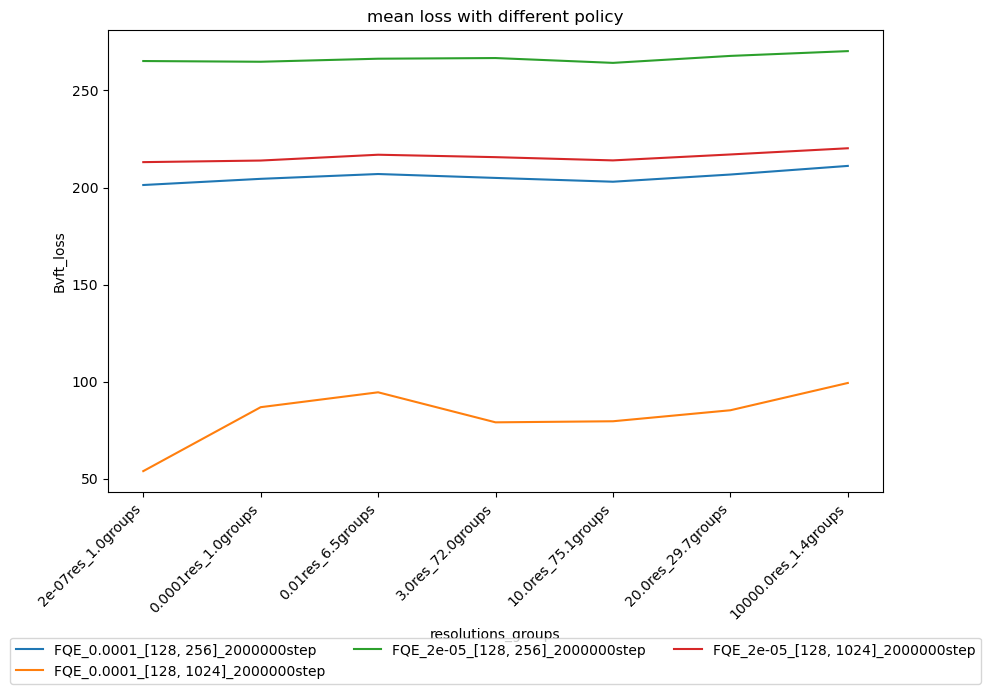 mean loss with different policy
Bvft_loss
250
200
150
100
50
2e-07res_1.0groups
0.0001res_1.0groups
0.01res_6.5groups
3.0res_72.0groups
10.0res_75.1groups
20.0res_29.7groups
10000.0res_1.4groups
resolutions_groups
FQE_0.0001_[128, 256]_2000000step
FQE_0.0001_[128, 1024]_2000000step
FQE_2e-05_[128, 256]_2000000step
FQE_2e-05_[128, 1024]_2000000step